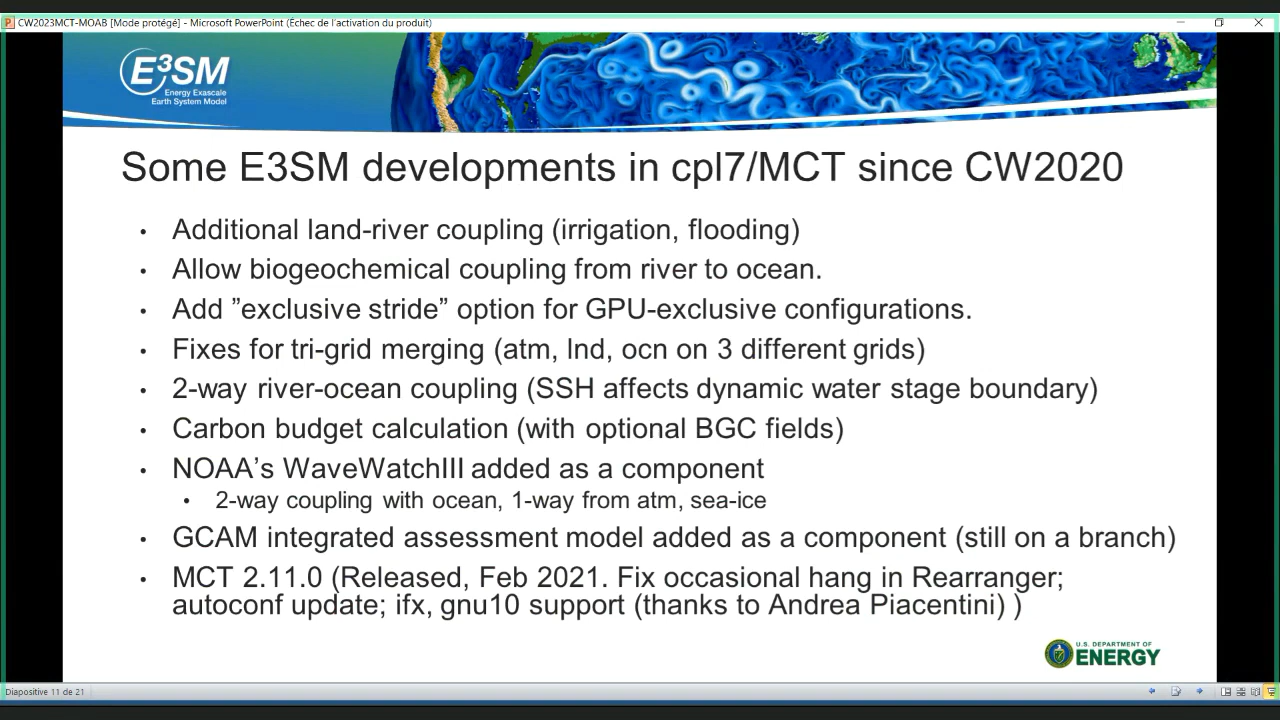 CW2023MCT-MOAB [Mode protégé] - Microsoft PowerPoint (Échec de l'activation du produit)
E3SM
Energy Exascale
Earth System Model
Some E3SM developments in cpl7/MCT since CW2020
• Additional land-river coupling (irrigation, flooding)
• Allow biogeochemical coupling from river to ocean.
• Add ”exclusive stride” option for GPU-exclusive configurations.
• Fixes for tri-grid merging (atm, lnd, ocn on 3 different grids)
• 2-way river-ocean coupling (SSH affects dynamic water stage boundary)
• Carbon budget calculation (with optional BGC fields)
• NOAA’s WaveWatchIII added as a component
• 2-way coupling with ocean, 1-way from atm, sea-ice
• GCAM integrated assessment model added as a component (still on a branch)
• MCT 2.11.0 (Released, Feb 2021. Fix occasional hang in Rearranger;
autoconf update; ifx, gnu10 support (thanks to Andrea Piacentini) )
U.S. DEPARTMENT OF
ENERGY
Diapositive 11 de 21